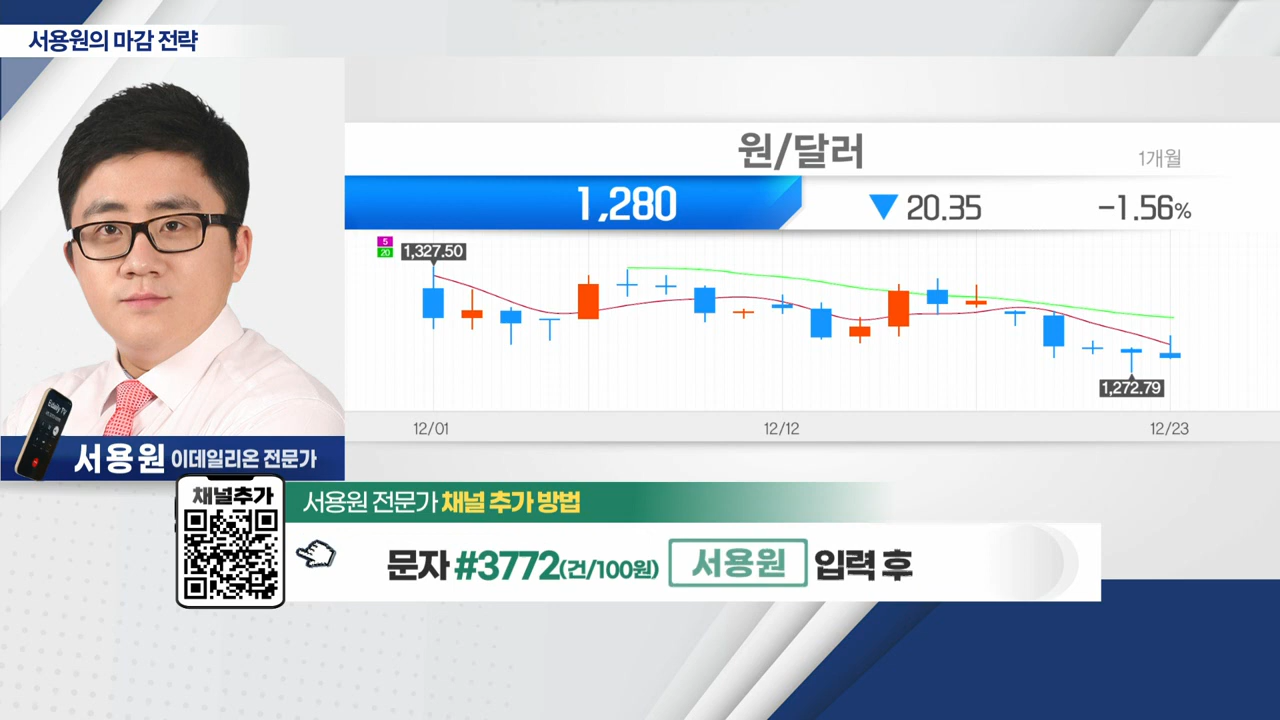 서용원의 마감 전략
원/달러
1개월
1,280
▼ 20.35
-1.56%
5
20
1,327.50
1,272.79
12/01
12/12
12/23
서용원 이데일리온 전문가
채널추가
서용원 전문가 채널 추가 방법
문자 #3772(건/100원) 서용원 입력 후